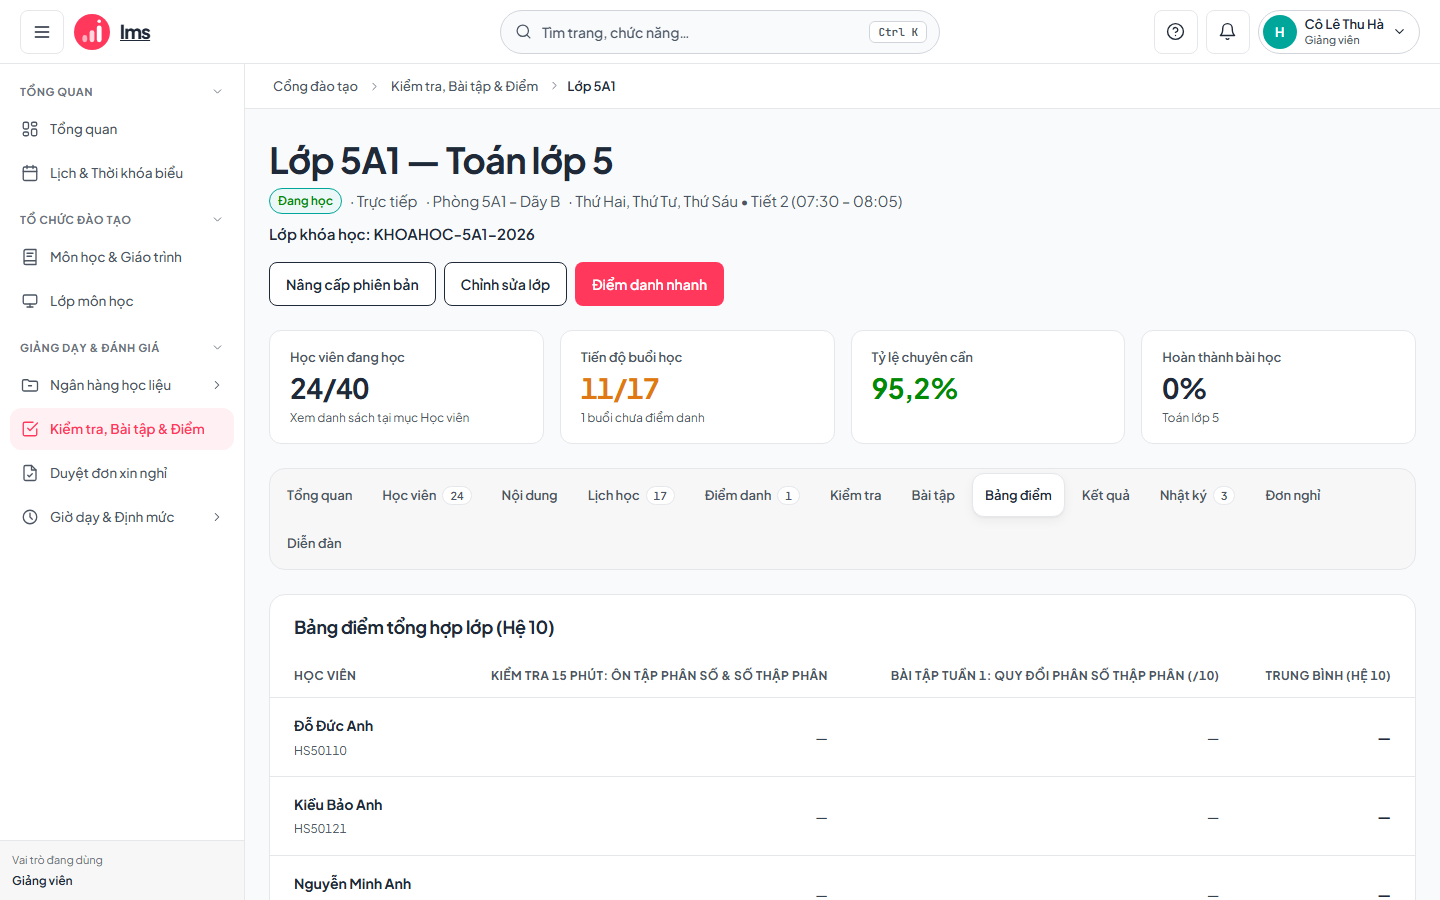 lms
Tìm trang, chức năng...
Ctrl K
H
Cô Lê Thu Hà
Giảng viên
TỔNG QUAN
Tổng quan
Lịch & Thời khóa biểu
TỔ CHỨC ĐÀO TẠO
Môn học & Giáo trình
Lớp môn học
GIẢNG DẠY & ĐÁNH GIÁ
Ngân hàng học liệu
Kiểm tra, Bài tập & Điểm
Duyệt đơn xin nghỉ
Giờ dạy & Định mức
Vai trò đang dùng
Giảng viên
Cổng đào tạo > Kiểm tra, Bài tập & Điểm > Lớp 5A1
Lớp 5A1 — Toán lớp 5
Đang học · Trực tiếp · Phòng 5A1 – Dãy B · Thứ Hai, Thứ Tư, Thứ Sáu • Tiết 2 (07:30 – 08:05)
Lớp khóa học: KHOAHOC-5A1-2026
Nâng cấp phiên bản
Chỉnh sửa lớp
Điểm danh nhanh
Học viên đang học
24/40
Xem danh sách tại mục Học viên
Tiến độ buổi học
11/17
1 buổi chưa điểm danh
Tỷ lệ chuyên cần
95,2%
Hoàn thành bài học
0%
Toán lớp 5
Tổng quan
Học viên 24
Nội dung
Lịch học 17
Điểm danh 1
Kiểm tra
Bài tập
Bảng điểm
Kết quả
Nhật ký 3
Đơn nghỉ
Diễn đàn
Bảng điểm tổng hợp lớp (Hệ 10)
HỌC VIÊN
KIỂM TRA 15 PHÚT: ÔN TẬP PHÂN SỐ & SỐ THẬP PHÂN
BÀI TẬP TUẦN 1: QUY ĐỔI PHÂN SỐ THẬP PHÂN (/10)
TRUNG BÌNH (HỆ 10)
Đỗ Đức Anh
HS50110
— — —
Kiều Bảo Anh
HS50121
— — —
Nguyễn Minh Anh
— — —